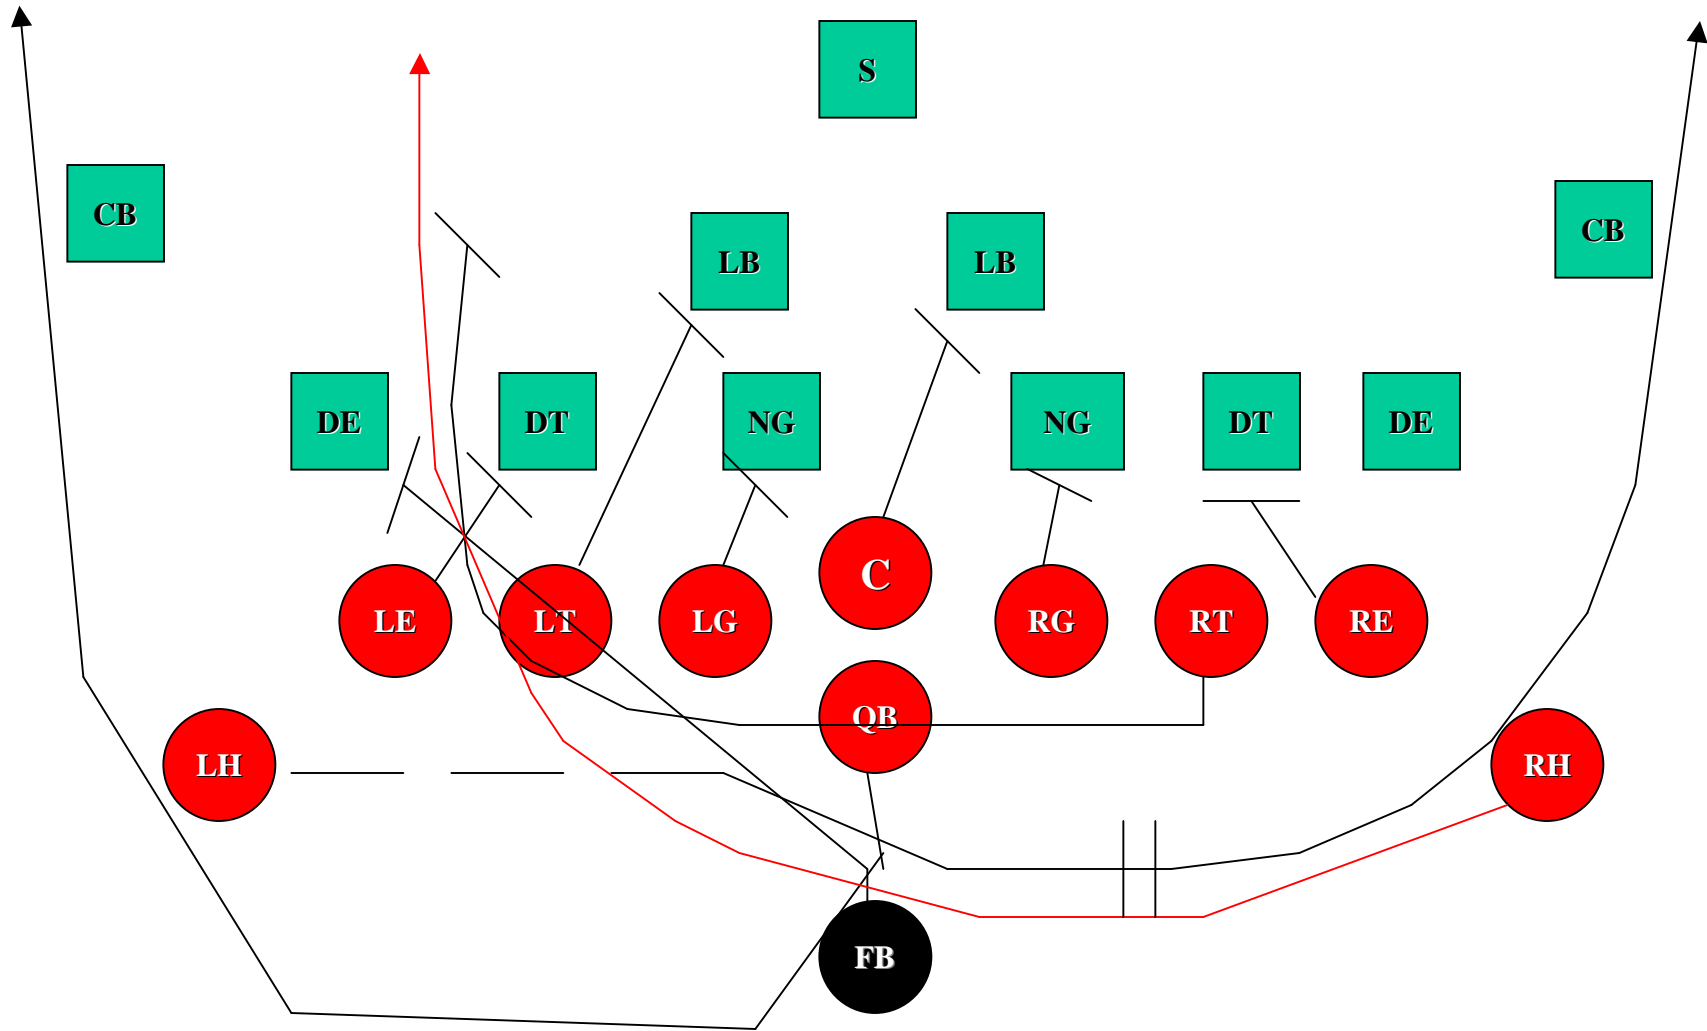 S
CB
CB
LB
LB
DE
DT
NG
NG
DT
DE
C
LE
LT
LG
RG
RT
RE
QB
LH
RH
FB